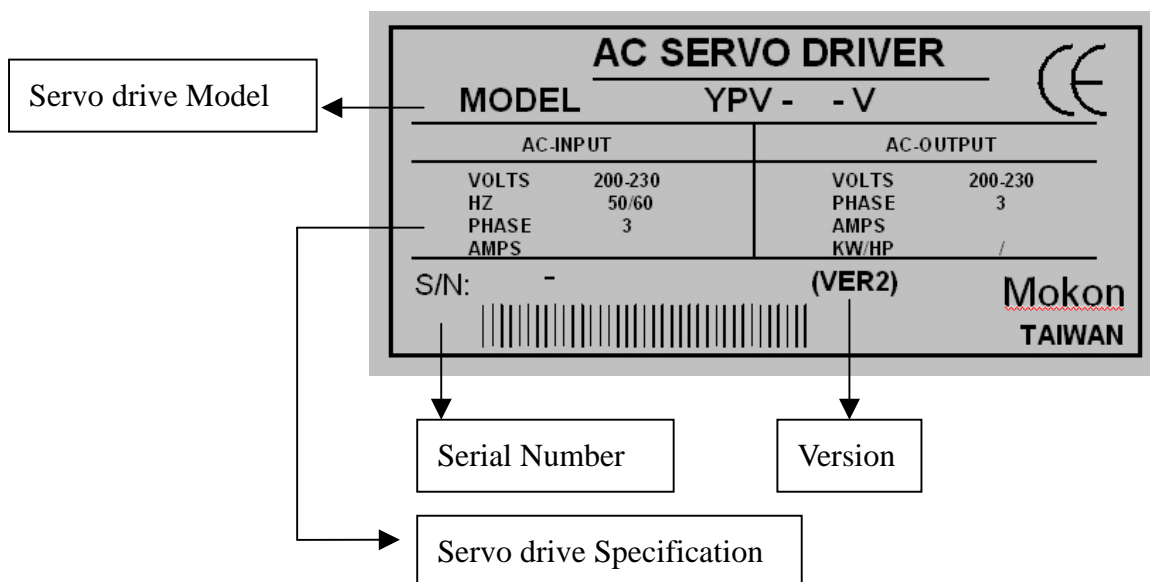 AC SERVO DRIVER
CE
Servo drive Model
MODEL YPV - - V
AC-INPUT AC-OUTPUT
VOLTS 200-230 VOLTS 200-230
HZ 50/60 PHASE 3
PHASE 3 AMPS
AMPS KW/HP /
S/N: - (VER2) Mokon
TAIWAN
Serial Number Version
Servo drive Specification